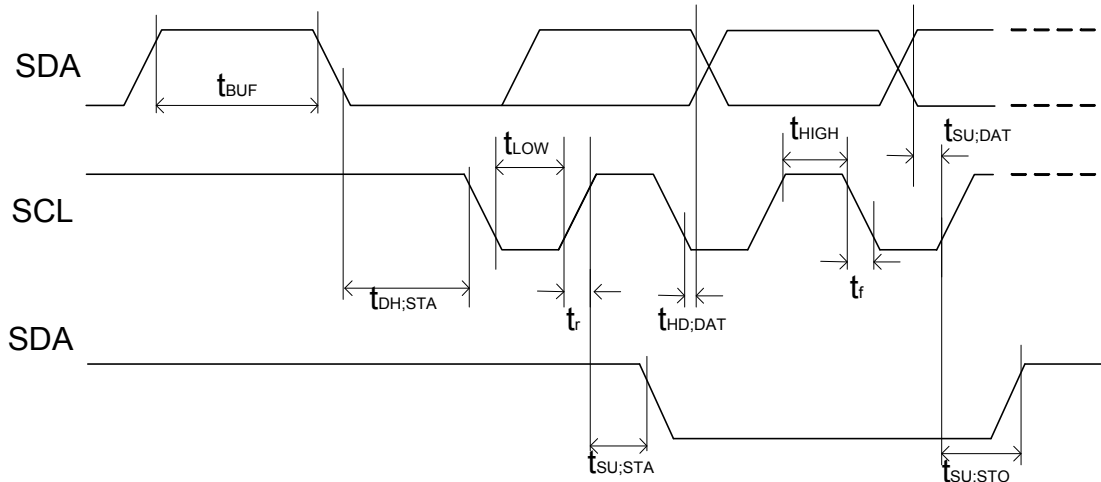 SDA
tBUF
tLOW
tHIGH
tSU;DAT
SCL
tDH;STA
tr
tHD;DAT
tf
SDA
tSU;STA
tSU;STO